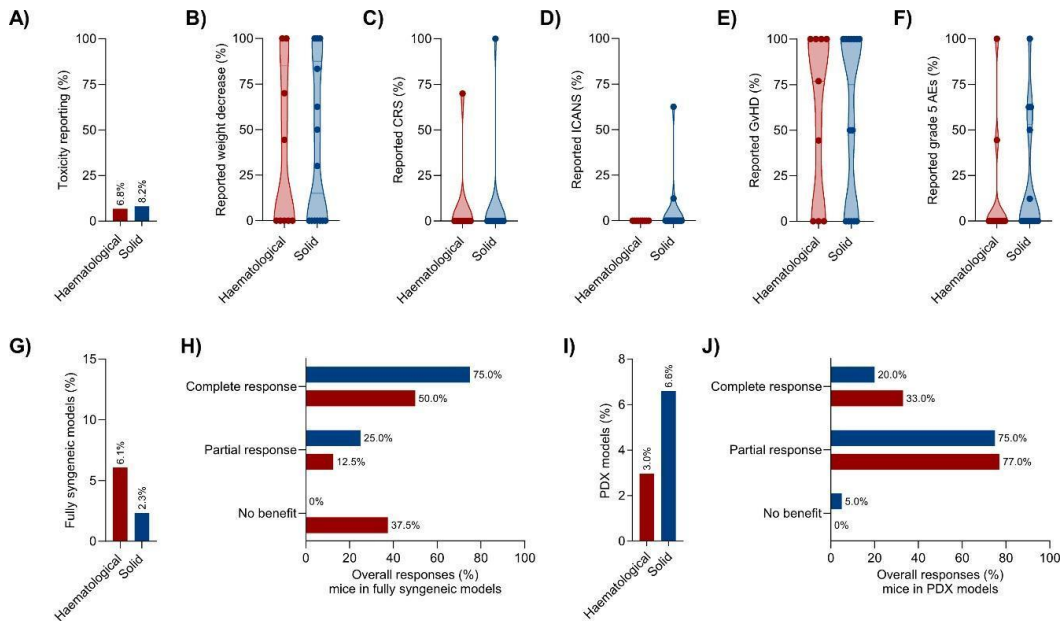 A)
Toxicity reporting (%)
100
75
50
25
0
6.8%
8.2%
Haematological
Solid
B)
Reported weight decrease (%)
100
75
50
25
0
Haematological
Solid
C)
Reported CRS (%)
100
75
50
25
0
Haematological
Solid
D)
Reported ICANS (%)
100
75
50
25
0
Haematological
Solid
E)
Reported GvHD (%)
100
75
50
25
0
Haematological
Solid
F)
Reported grade 5 AEs (%)
100
75
50
25
0
Haematological
Solid
G)
Fully syngeneic models (%)
15
10
5
0
6.1%
2.3%
Haematological
Solid
H)
Complete response
75.0%
50.0%
Partial response
25.0%
12.5%
No benefit
0%
37.5%
0 20 40 60 80 100
Overall responses (%)
mice in fully syngeneic models
I)
PDX models (%)
8
6
4
2
0
3.0%
6.6%
Haematological
Solid
J)
Complete response
20.0%
33.0%
Partial response
75.0%
77.0%
No benefit
5.0%
0%
0 20 40 60 80 100
Overall responses (%)
mice in PDX models